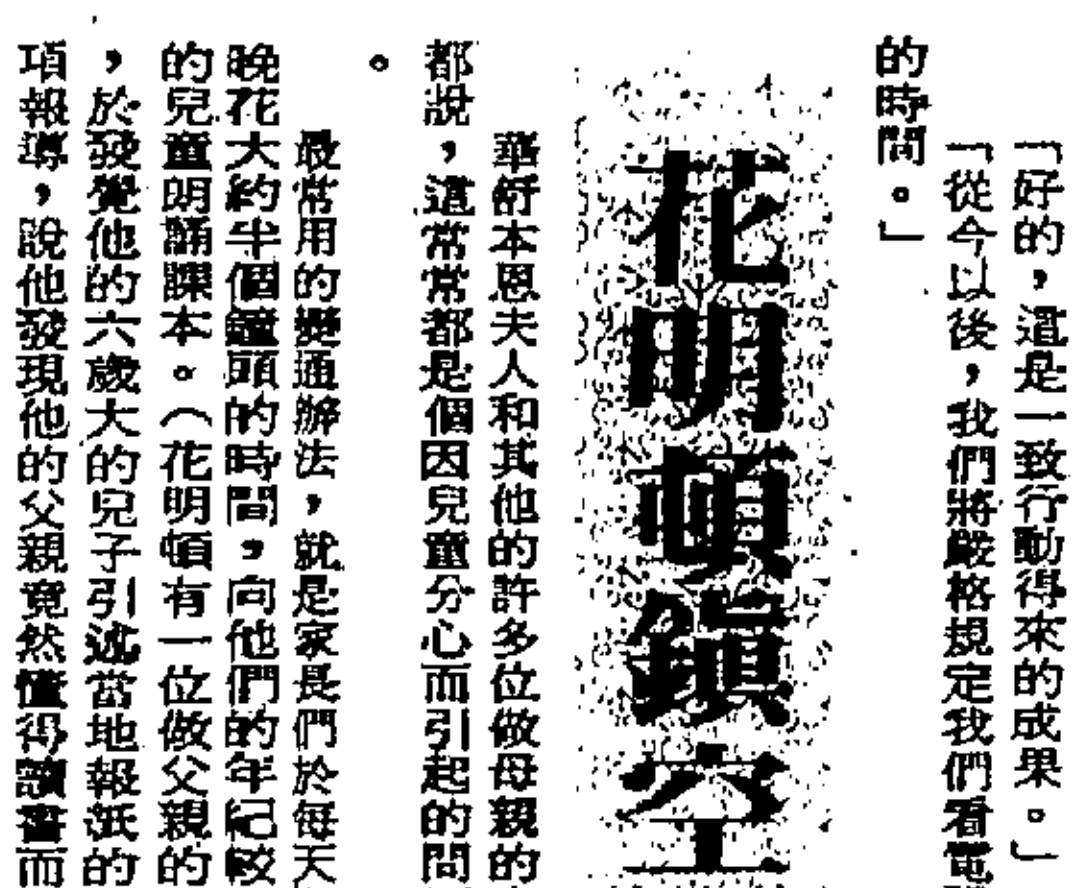 「好的,這是一致行動得來的成果。」
「從今以後,我們將嚴格規定我們看電
的時間。」
花明頓鎮空
華舒本恩夫人和其他的許多位做母親的
都說,這常常都是個因兒童分心而引起的問
。
最常用的變通辦法,就是家長們於每天
晚花大約半個鐘頭的時間,向他們的年紀較
的兒童朗誦課本。(花明頓有一位做父親的
,於發覺他的六歲大的兒子引述當地報紙的
項報導,說他發現他的父親竟然懂得讀書而